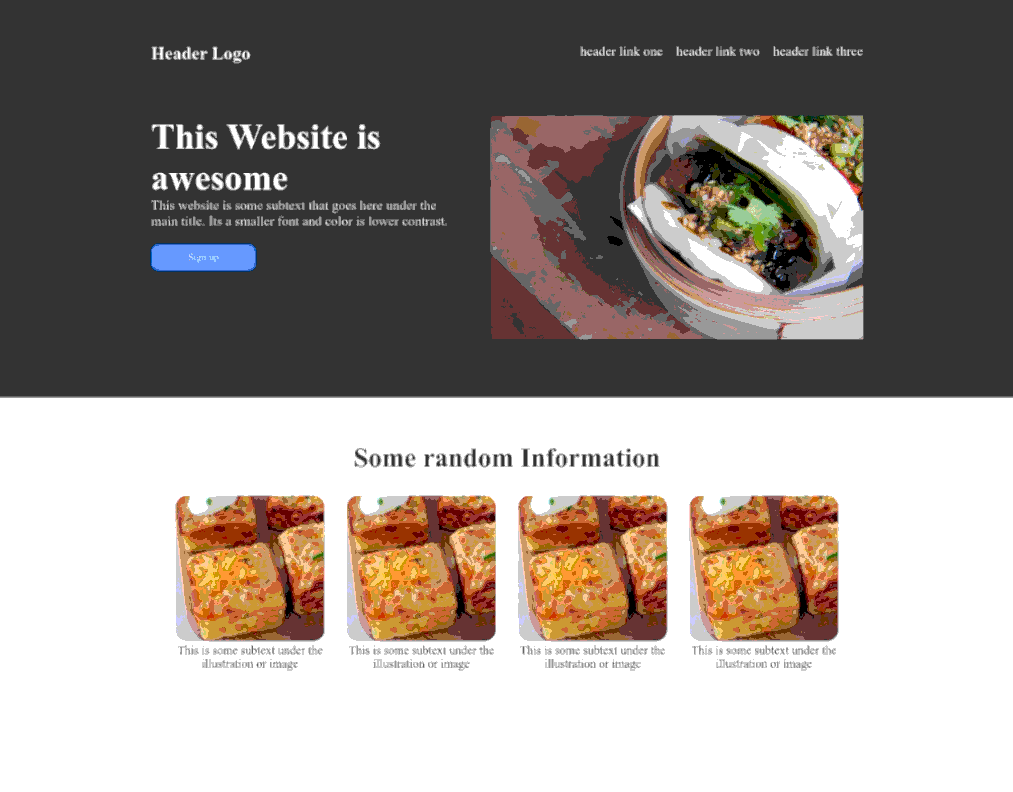 Header Logo
header link one header link two header link three
This Website is
awesome
This website is some subtext that goes here under the
main title. Its a smaller font and color is lower contrast.
Sign up
Some random Information
This is some subtext under the
illustration or image
This is some subtext under the
illustration or image
This is some subtext under the
illustration or image
This is some subtext under the
illustration or image